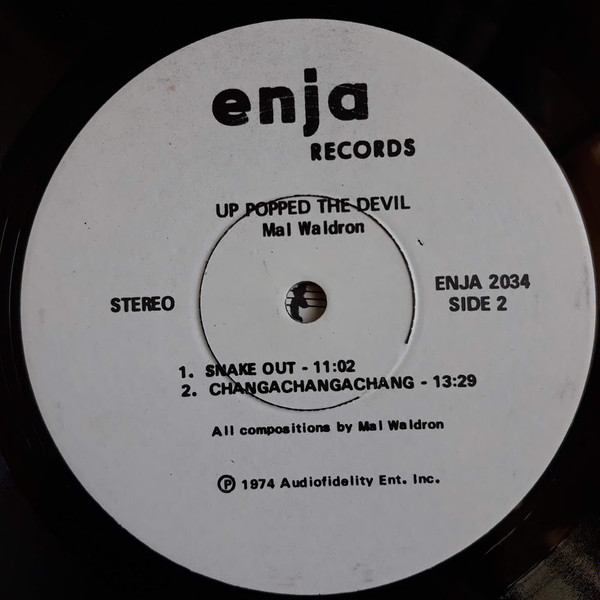 enja
RECORDS
UP POPPED THE DEVIL
Mal Waldron
STEREO
ENJA 2034
SIDE 2
1. SNAKE OUT - 11:02
2. CHANGACHANGACHANG - 13:29
All compositions by Mal Waldron
Ⓟ 1974 Audiofidelity Ent. Inc.